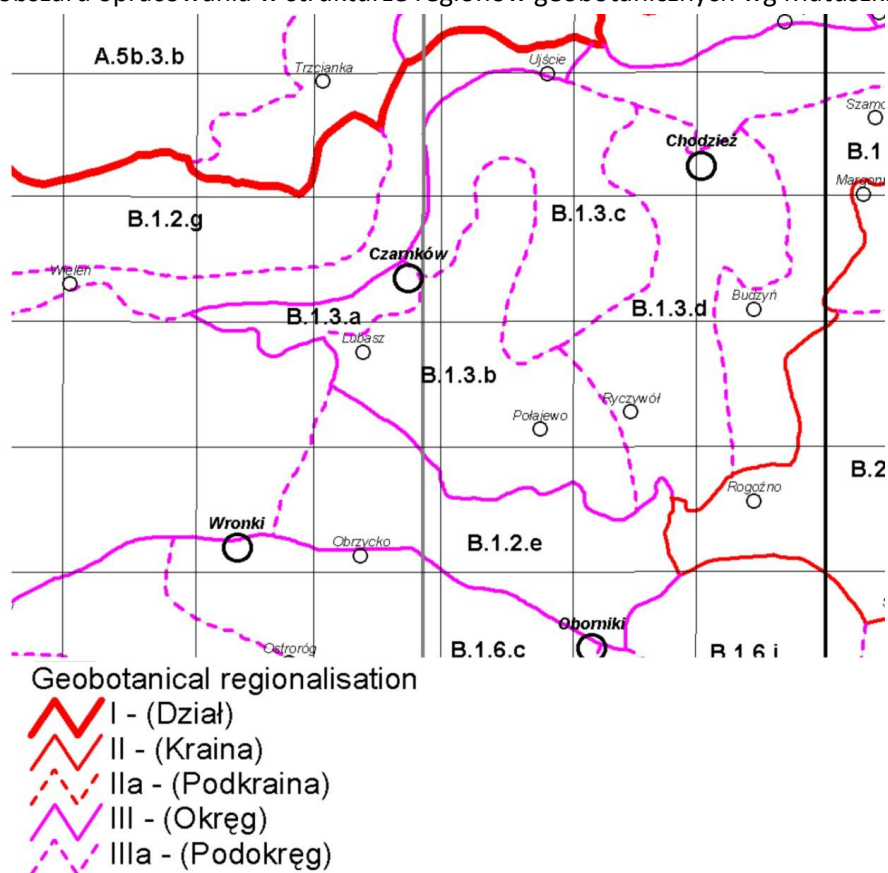 A.5b.3.b
Trzcianka
Ujście
Szamo
Chodzież
B.1
Margon
B.1.2.g
B.1.3.c
Czarnków
Wieleń
B.1.3.a
B.1.3.d
Budzyń
Lubasz
B.1.3.b
Ryczywół
Połajewo
B.2
Rogoźno
Wronki
Obrzycko
B.1.2.e
Oborniki
Ostroróg
B.1.6.c
B.1.6.i
Geobotanical regionalisation
I - (Dział)
II - (Kraina)
IIa - (Podkraina)
III - (Okręg)
IIIa - (Podokręg)